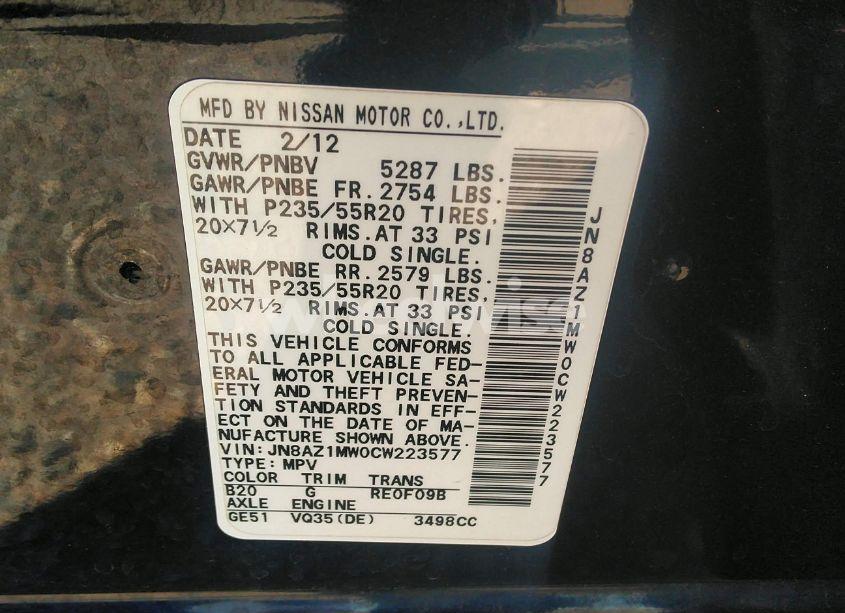 MFD BY NISSAN MOTOR CO.,LTD.
DATE 2/12
GVWR/PNBV 5287 LBS.
GAWR/PNBE FR. 2754 LBS.
WITH P235/55R20 TIRES,
20×7½ RIMS.AT 33 PSI
COLD SINGLE.
GAWR/PNBE RR. 2579 LBS.
WITH P235/55R20 TIRES,
20×7½ RIMS.AT 33 PSI
COLD SINGLE.
THIS VEHICLE CONFORMS
TO ALL APPLICABLE FED-
ERAL MOTOR VEHICLE SA-
FETY AND THEFT PREVEN-
TION STANDARDS IN EFF-
ECT ON THE DATE OF MA-
NUFACTURE SHOWN ABOVE.
VIN: JN8AZ1MW0CW223577
TYPE: MPV
COLOR TRIM TRANS
B20 G RE0F09B
AXLE ENGINE
GE51 VQ35(DE) 3498CC
JN8AZ1MW0CW223577